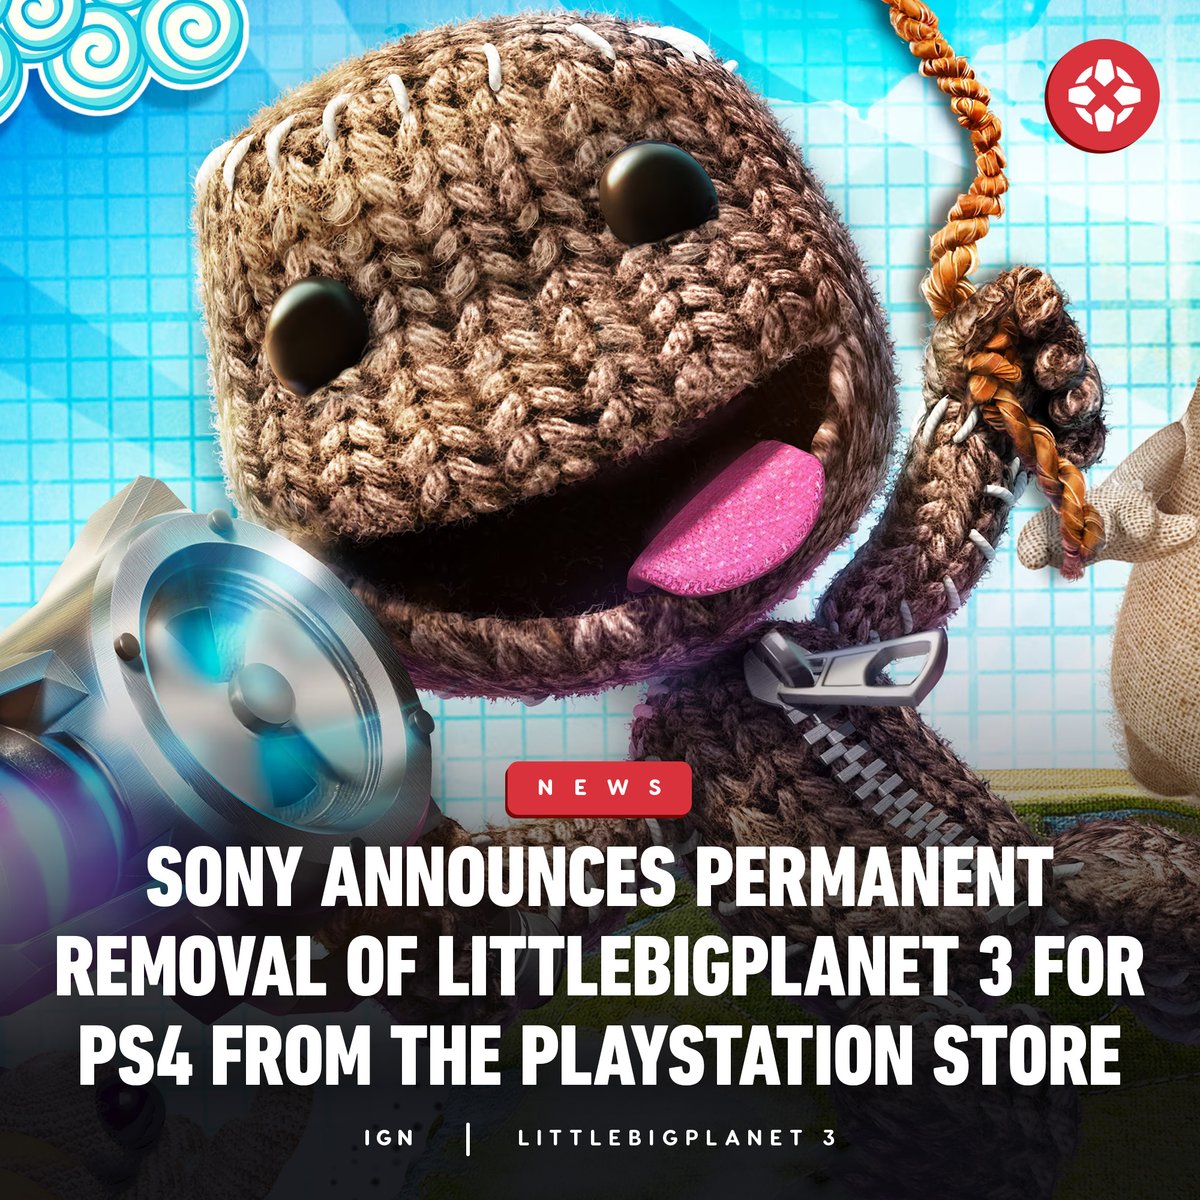 NEWS
SONY ANNOUNCES PERMANENT
REMOVAL OF LITTLEBIGPLANET 3 FOR
PS4 FROM THE PLAYSTATION STORE
IGN | LITTLEBIGPLANET 3